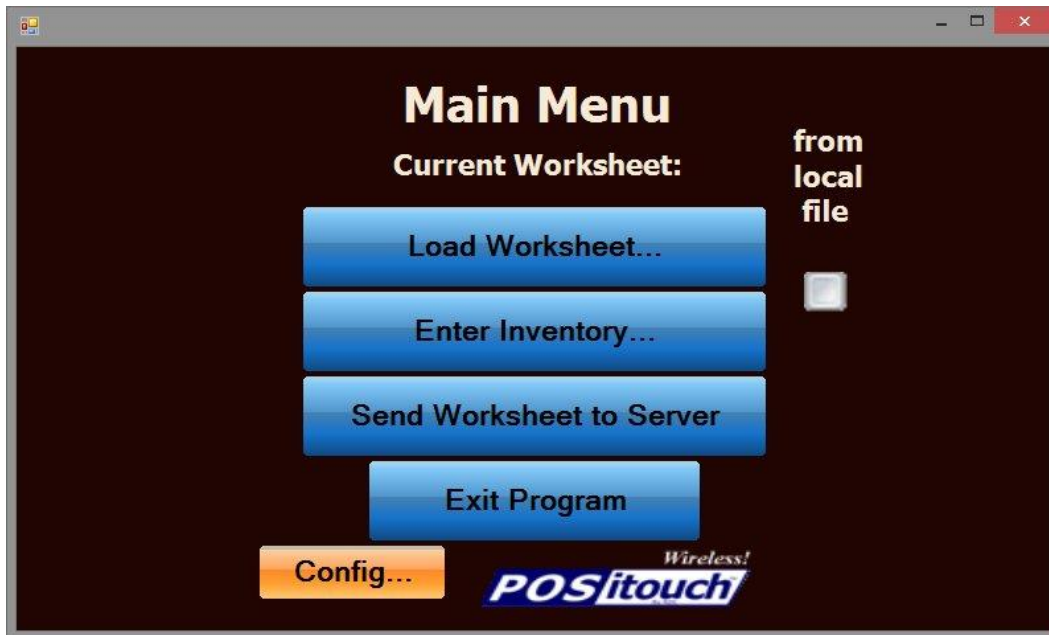 Main Menu
Current Worksheet:
from
local
file
Load Worksheet...
Enter Inventory...
Send Worksheet to Server
Exit Program
Config...
Wireless!
POSitouch